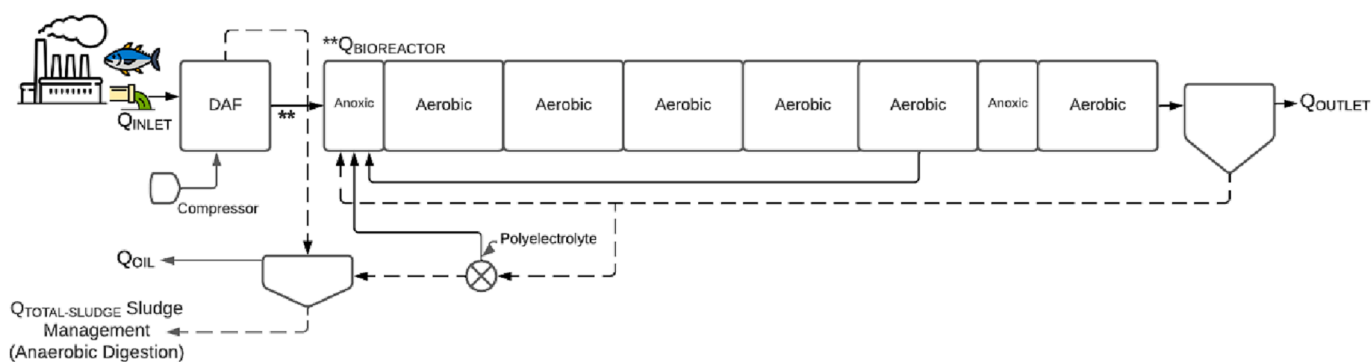 **QBIOREACTOR
DAF
Anoxic
Aerobic
Aerobic
Aerobic
Aerobic
Aerobic
Anoxic
Aerobic
QOUTLET
QINLET
**
Compressor
Polyelectrolyte
QOIL
QTOTAL-SLUDGE Sludge
Management
(Anaerobic Digestion)